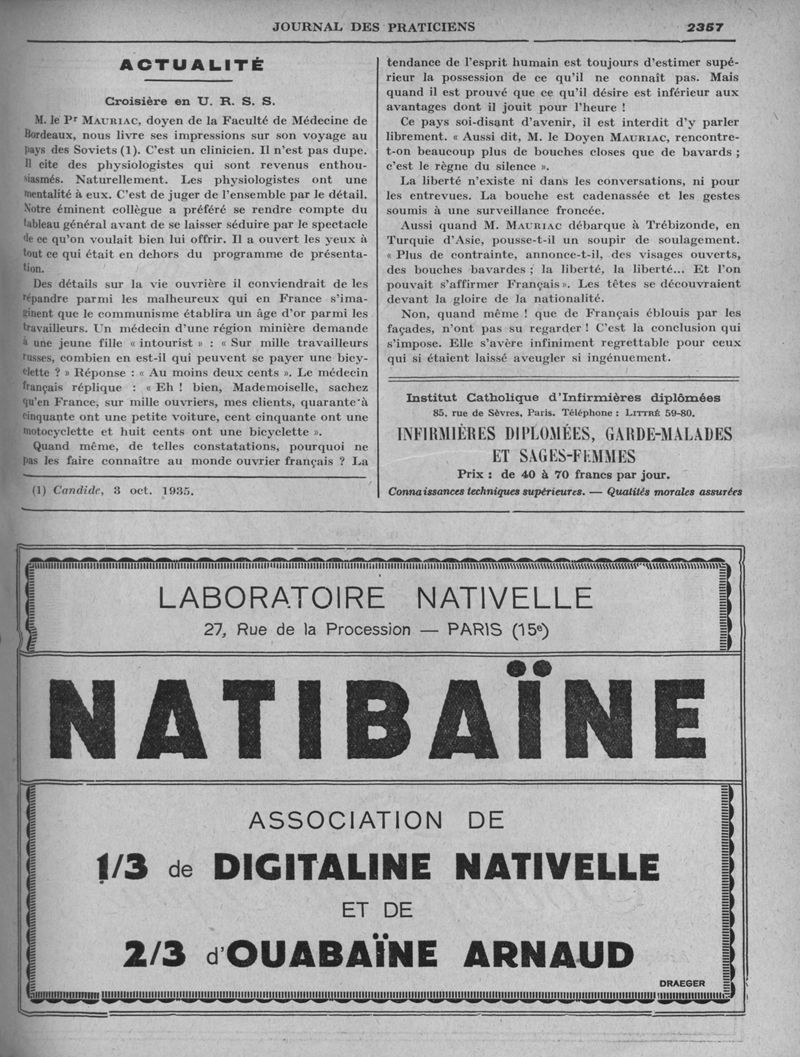 JOURNAL DES PRATICIENS 2357
ACTUALITÉ
Croisière en U. R. S. S.
M. le Pr MAURIAC, doyen de la Faculté de Médecine de
Bordeaux, nous livre ses impressions sur son voyage au
pays des Soviets (1). C'est un clinicien. Il n'est pas dupe.
Il cite des physiologistes qui sont revenus enthou-
siasmés. Naturellement. Les physiologistes ont une
mentalité à eux. C'est de juger de l'ensemble par le détail.
Notre éminent collègue a préféré se rendre compte du
tableau général avant de se laisser séduire par le spectacle
de ce qu'on voulait bien lui offrir. Il a ouvert les yeux à
tout ce qui était en dehors du programme de présenta-
tion.
Des détails sur la vie ouvrière il conviendrait de les
répandre parmi les malheureux qui en France s'ima-
ginent que le communisme établira un âge d'or parmi les
travailleurs. Un médecin d'une région minière demande
à une jeune fille « intourist » : « Sur mille travailleurs
russes, combien en est-il qui peuvent se payer une bicy-
clette ? » Réponse : « Au moins deux cents ». Le médecin
français réplique : « Eh ! bien, Mademoiselle, sachez
qu'en France, sur mille ouvriers, mes clients, quarante à
cinquante ont une petite voiture, cent cinquante ont une
motocyclette et huit cents ont une bicyclette ».
Quand même, de telles constatations, pourquoi ne
pas les faire connaître au monde ouvrier français ? La
(1) Candide, 3 oct. 1935.
tendance de l'esprit humain est toujours d'estimer supé-
rieur la possession de ce qu'il ne connaît pas. Mais
quand il est prouvé que ce qu'il désire est inférieur aux
avantages dont il jouit pour l'heure !
Ce pays soi-disant d'avenir, il est interdit d'y parler
librement. « Aussi dit, M. le Doyen MAURIAC, rencontre-
t-on beaucoup plus de bouches closes que de bavards ;
c'est le règne du silence ».
La liberté n'existe ni dans les conversations, ni pour
les entrevues. La bouche est cadenassée et les gestes
soumis à une surveillance froncée.
Aussi quand M. MAURIAC débarque à Trébizonde, en
Turquie d'Asie, pousse-t-il un soupir de soulagement.
« Plus de contrainte, annonce-t-il, des visages ouverts,
des bouches bavardes ; la liberté, la liberté... Et l'on
pouvait s'affirmer Français ». Les têtes se découvraient
devant la gloire de la nationalité.
Non, quand même ! que de Français éblouis par les
façades, n'ont pas su regarder ! C'est la conclusion qui
s'impose. Elle s'avère infiniment regrettable pour ceux
qui si étaient laissé aveugler si ingénuement.
Institut Catholique d'Infirmières diplômées
85, rue de Sèvres, Paris. Téléphone : LITTRÉ 59-80.
INFIRMIÈRES DIPLOMÉES, GARDE-MALADES
ET SAGES-FEMMES
Prix : de 40 à 70 francs par jour.
Connaissances techniques supérieures. — Qualités morales assurées
LABORATOIRE NATIVELLE
27, Rue de la Procession — PARIS (15e)
NATIBAÏNE
ASSOCIATION DE
1/3 de DIGITALINE NATIVELLE
ET DE
2/3 d'OUABAÏNE ARNAUD
DRAEGER